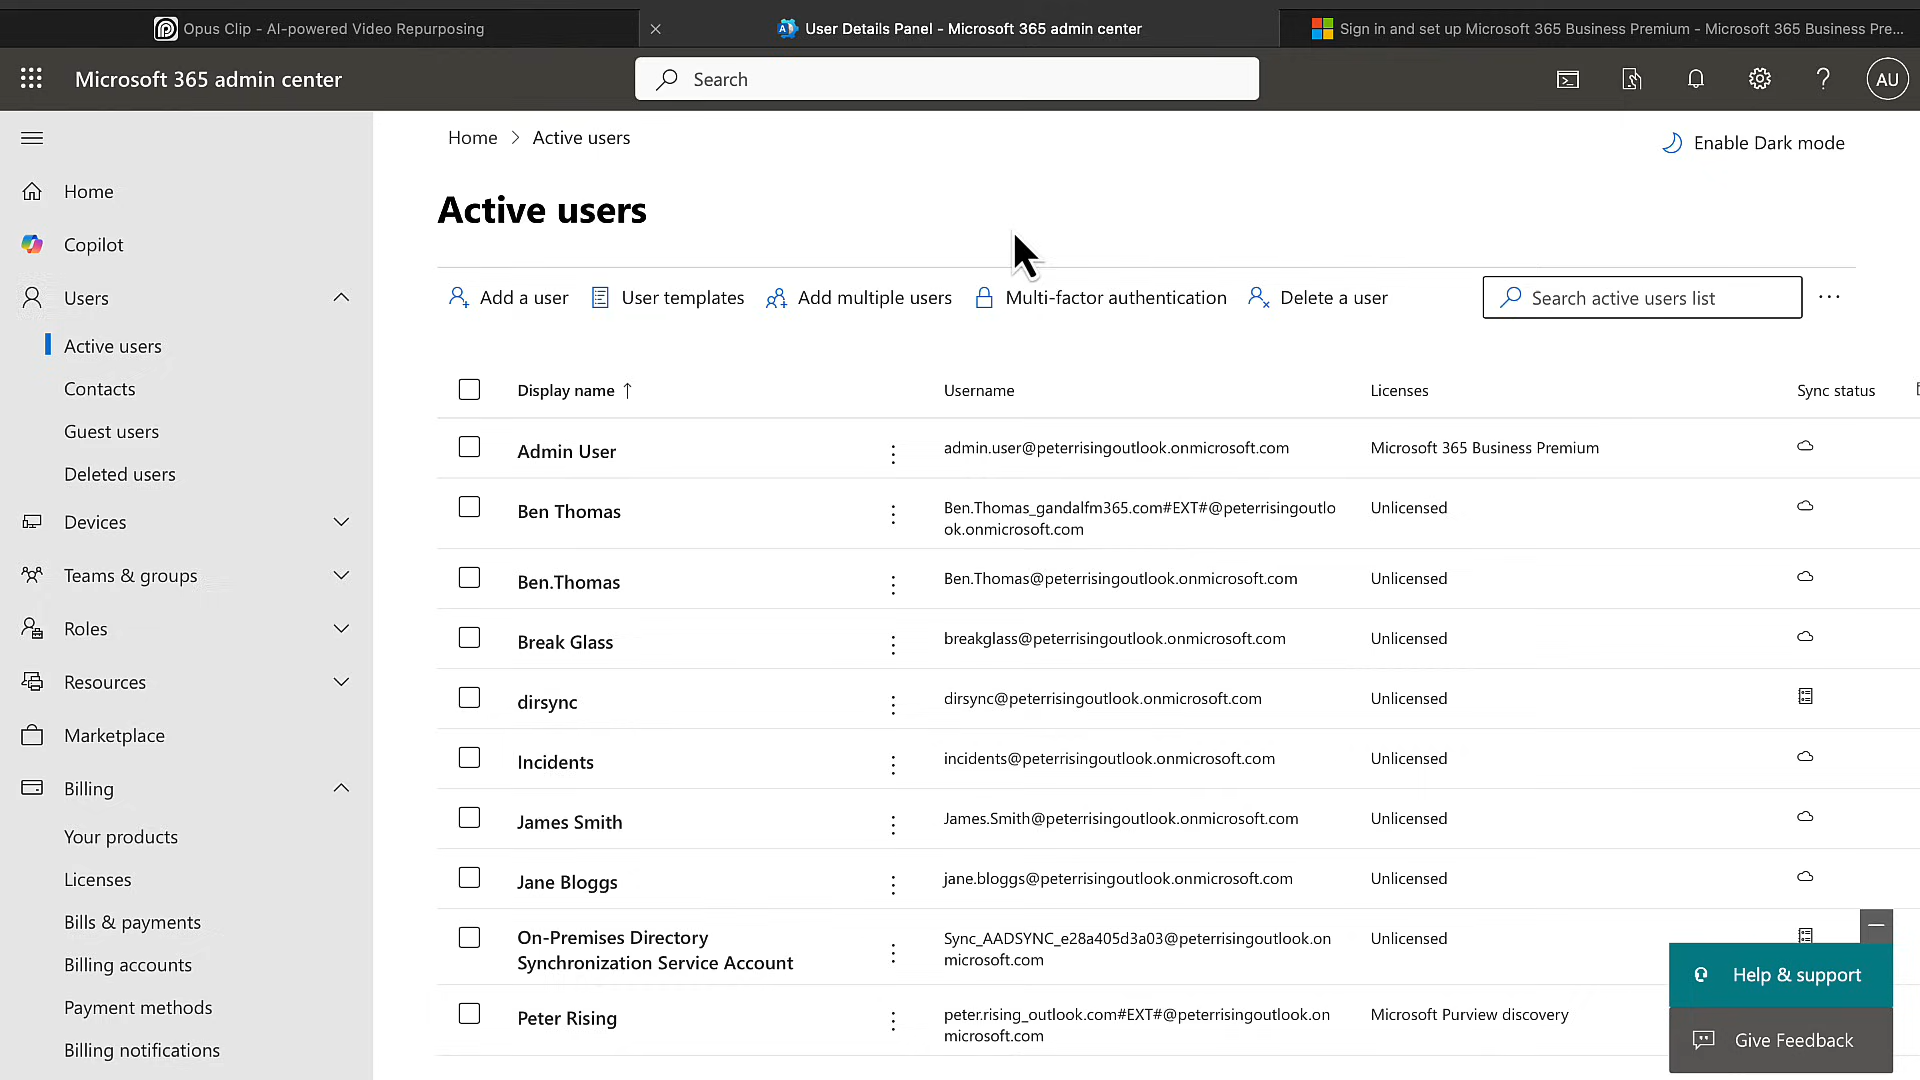 Opus Clip - AI-powered Video Repurposing
User Details Panel - Microsoft 365 admin center
Sign in and set up Microsoft 365 Business Premium - Microsoft 365 Business Pre...
Microsoft 365 admin center
Search
AU
Home
Copilot
Users
Active users
Contacts
Guest users
Deleted users
Devices
Teams & groups
Roles
Resources
Marketplace
Billing
Your products
Licenses
Bills & payments
Billing accounts
Payment methods
Billing notifications
Home > Active users
Enable Dark mode
Active users
Add a user
User templates
Add multiple users
Multi-factor authentication
Delete a user
Search active users list
Display name ↑ Username Licenses Sync status
Admin User admin.user@peterrisingoutlook.onmicrosoft.com Microsoft 365 Business Premium
Ben Thomas Ben.Thomas_gandalfm365.com#EXT#@peterrisingoutlo Unlicensed
ok.onmicrosoft.com
Ben.Thomas Ben.Thomas@peterrisingoutlook.onmicrosoft.com Unlicensed
Break Glass breakglass@peterrisingoutlook.onmicrosoft.com Unlicensed
dirsync dirsync@peterrisingoutlook.onmicrosoft.com Unlicensed
Incidents incidents@peterrisingoutlook.onmicrosoft.com Unlicensed
James Smith James.Smith@peterrisingoutlook.onmicrosoft.com Unlicensed
Jane Bloggs jane.bloggs@peterrisingoutlook.onmicrosoft.com Unlicensed
On-Premises Directory Sync_AADSYNC_e28a405d3a03@peterrisingoutlook.on Unlicensed
Synchronization Service Account microsoft.com
Peter Rising peter.rising_outlook.com#EXT#@peterrisingoutlook.on Microsoft Purview discovery
microsoft.com
Help & support
Give Feedback